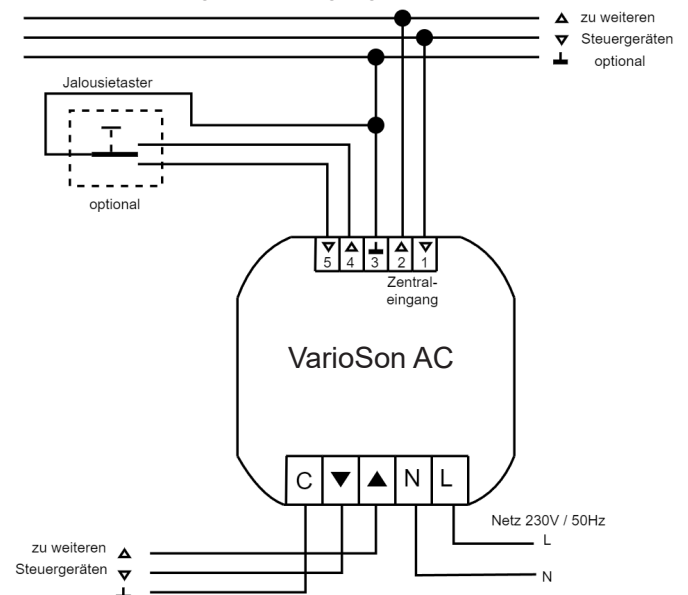 zu weiteren
Steuergeräten
optional
Jalousietaster
optional
5 4 3 2 1
Zentral-
eingang
VarioSon AC
C N L
Netz 230V / 50Hz
L
N
zu weiteren
Steuergeräten